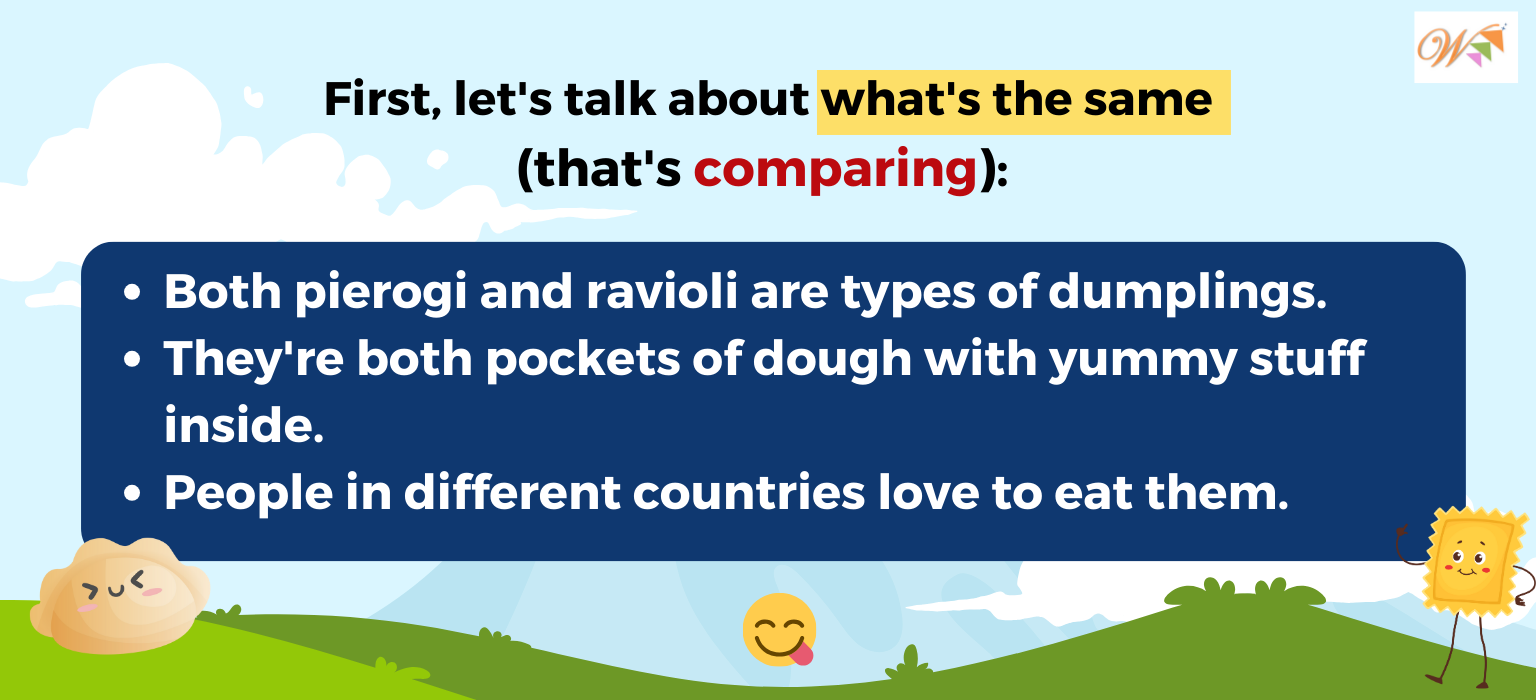 W
First, let's talk about what's the same
(that's comparing):
• Both pierogi and ravioli are types of dumplings.
• They're both pockets of dough with yummy stuff
inside.
• People in different countries love to eat them.